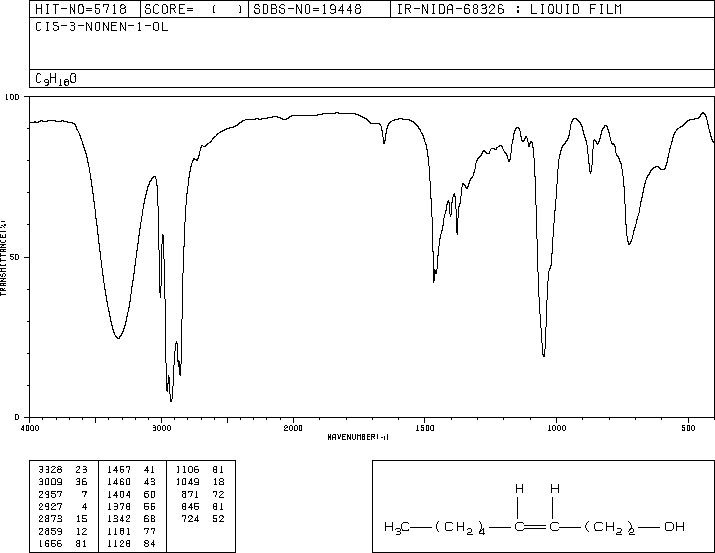 HIT-NO=5718 SCORE= ( ) SDBS-NO=19448 IR-NIDA-68326 : LIQUID FILM
CIS-3-NONEN-1-OL
C9H18O
100
50
0
TRANSMITTANCE(%)
4000 3000 2000 1500 1000 500
WAVENUMBER(-1)
3328 23 1467 41 1106 81
3009 36 1460 43 1049 18
2957 7 1404 60 871 72
2927 4 1378 55 845 81
2873 15 1342 68 724 52
2859 12 1181 77
1656 81 1128 84
H H
H3C—(CH2)4—C=C—(CH2)2—OH